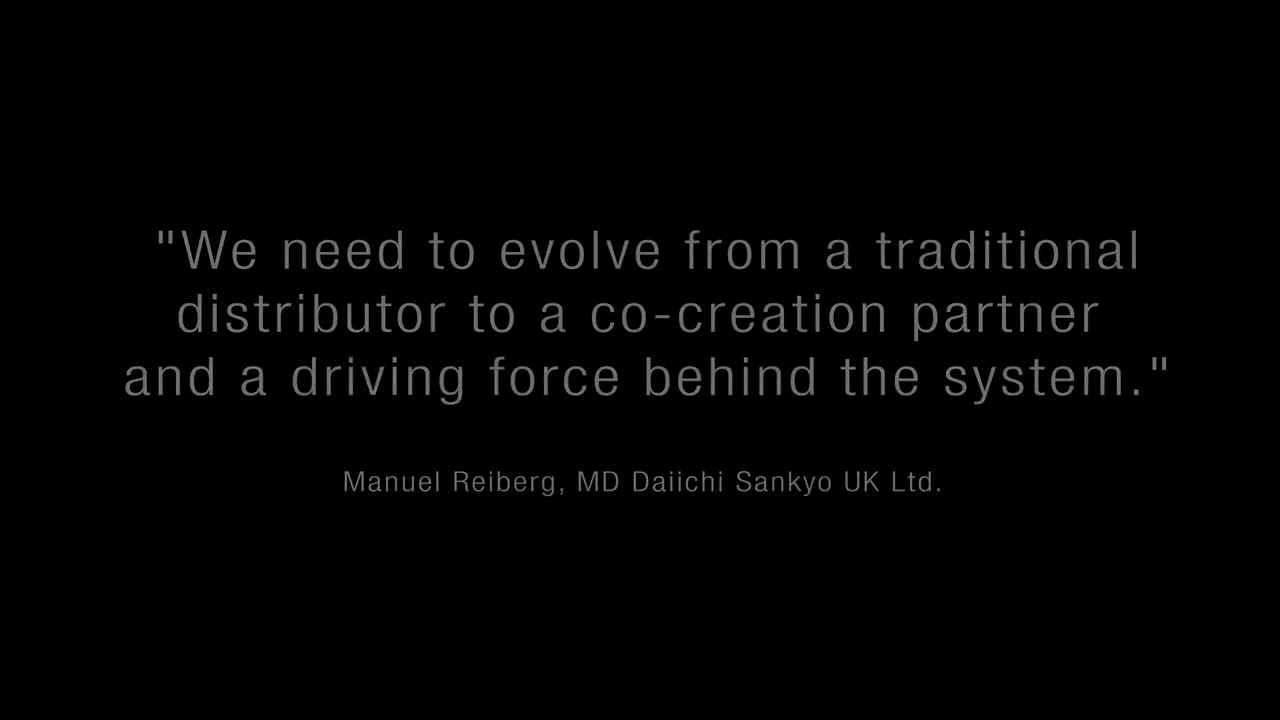 "We need to evolve from a traditional
distributor to a co-creation partner
and a driving force behind the system."
Manuel Reiberg, MD Daiichi Sankyo UK Ltd.